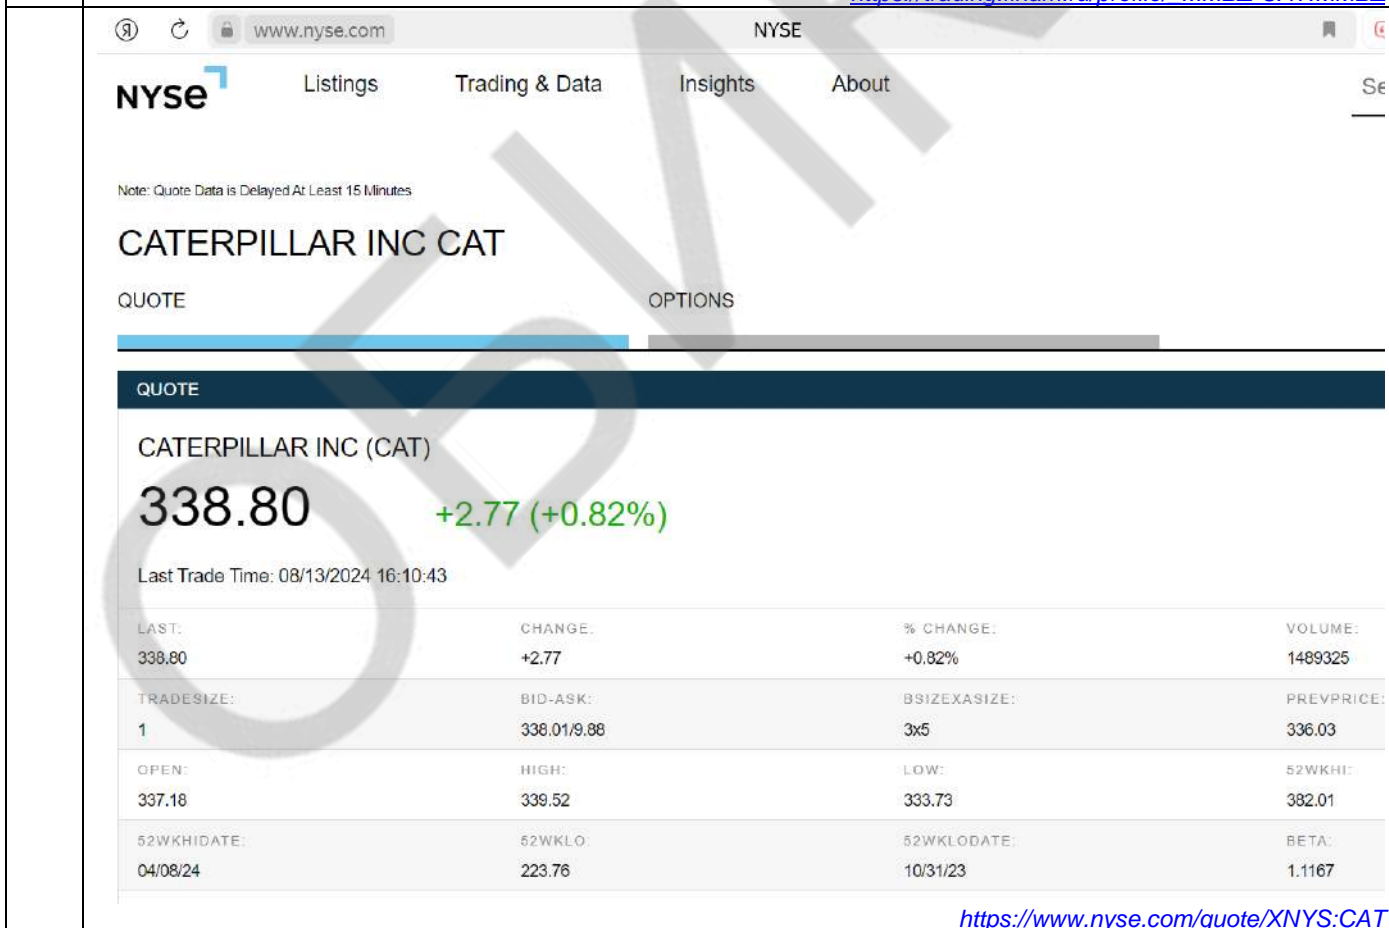 www.nyse.com NYSE
NYSE Listings Trading & Data Insights About Se
Note: Quote Data is Delayed At Least 15 Minutes
CATERPILLAR INC CAT
QUOTE OPTIONS
QUOTE
CATERPILLAR INC (CAT)
338.80 +2.77 (+0.82%)
Last Trade Time: 08/13/2024 16:10:43
LAST: CHANGE: % CHANGE: VOLUME:
338.80 +2.77 +0.82% 1489325
TRADESIZE: BID-ASK: BSIZEXASIZE: PREVPRICE:
1 338.01/9.88 3x5 336.03
OPEN: HIGH: LOW: 52WKHI:
337.18 339.52 333.73 382.01
52WKHIDATE: 52WKLO: 52WKLODATE: BETA:
04/08/24 223.76 10/31/23 1.1167
https://www.nyse.com/quote/XNYS:CAT
ОБИ